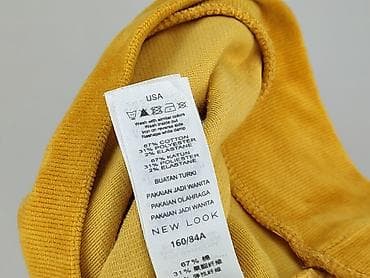 USA
Wash with similar colors
Wash inside out
Iron on reverse side
Reshape while damp
67% COTTON
31% POLYESTER
2% ELASTANE
67% KATUN
31% POLIESTER
2% ELASTANE
BUATAN TURKI
PAKAIAN JADI WANITA
PAKAIAN OLAHRAGA
PAKAIAN JADI WANITA
NEW LOOK
160/84A
67% 棉
31%